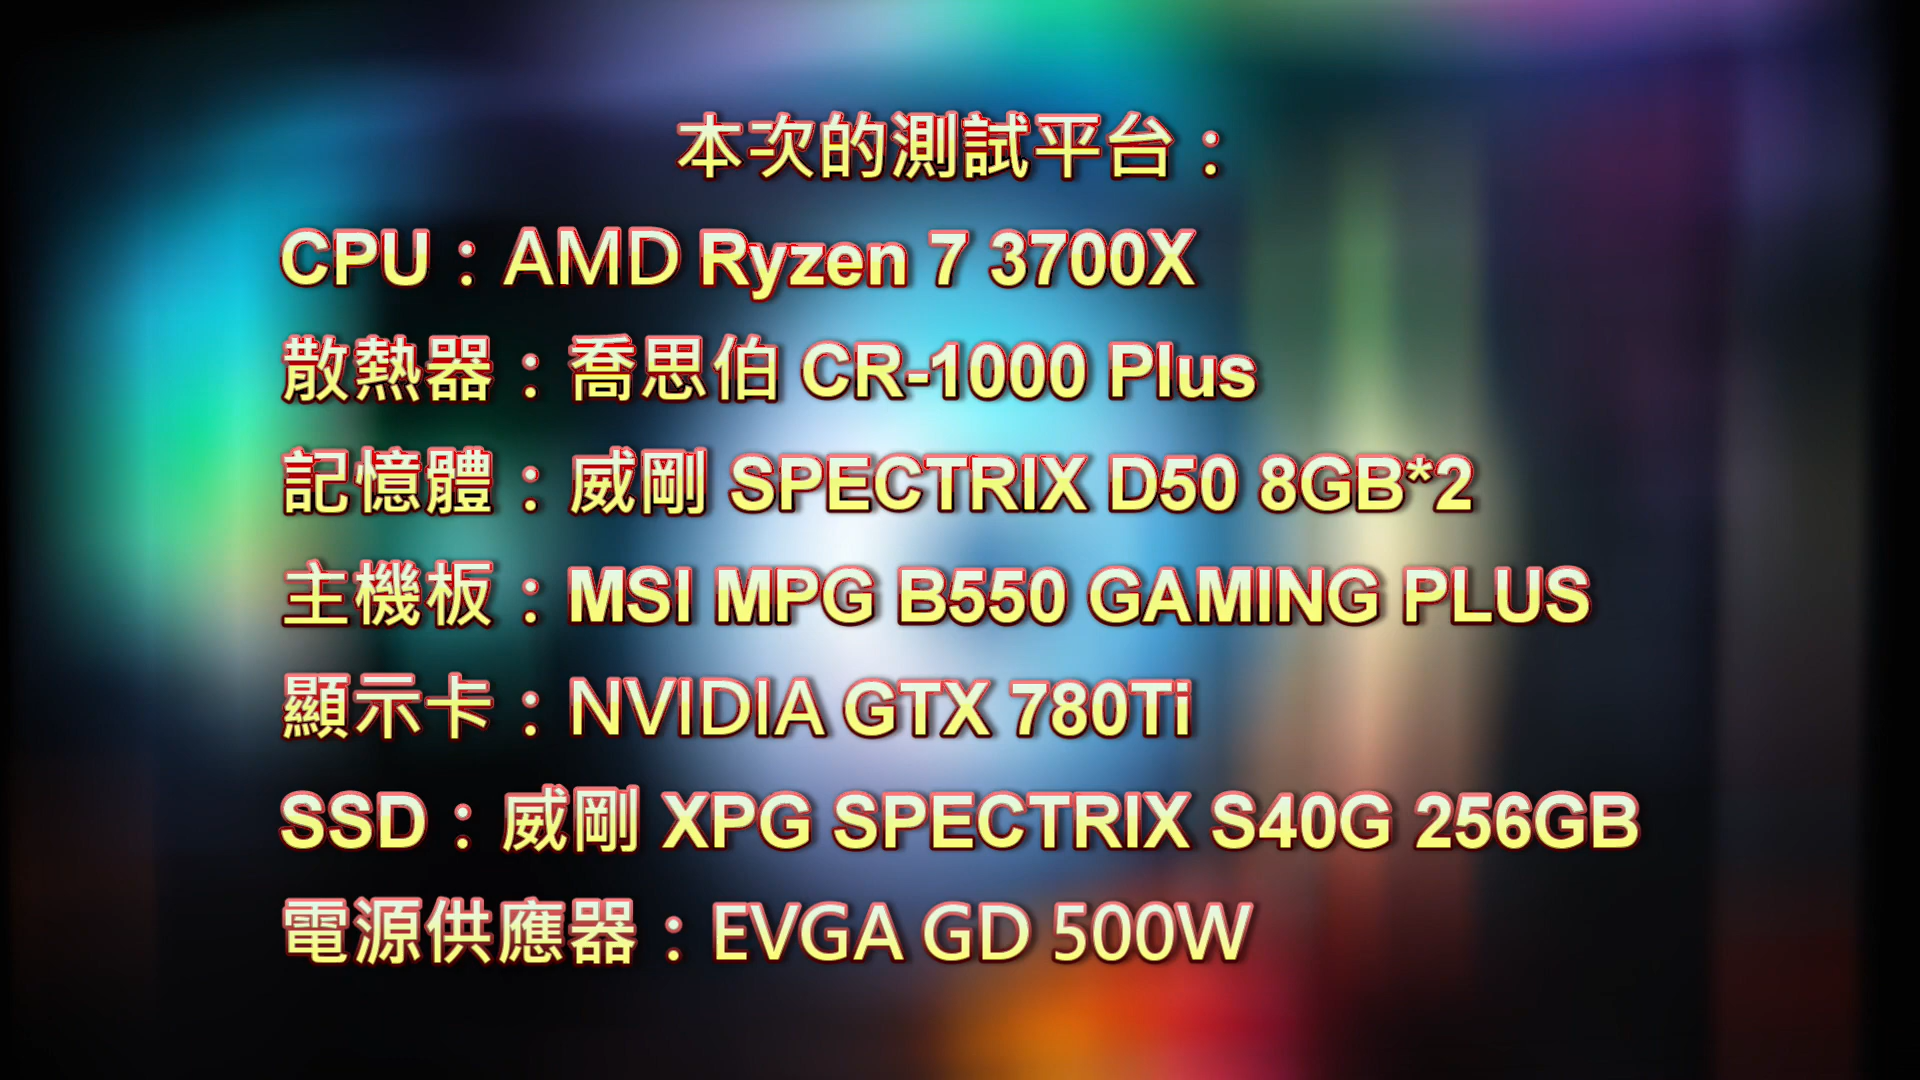 本次的測試平台：
CPU：AMD Ryzen 7 3700X
散熱器：喬思伯 CR-1000 Plus
記憶體：威剛 SPECTRIX D50 8GB*2
主機板：MSI MPG B550 GAMING PLUS
顯示卡：NVIDIA GTX 780Ti
SSD：威剛 XPG SPECTRIX S40G 256GB
電源供應器：EVGA GD 500W